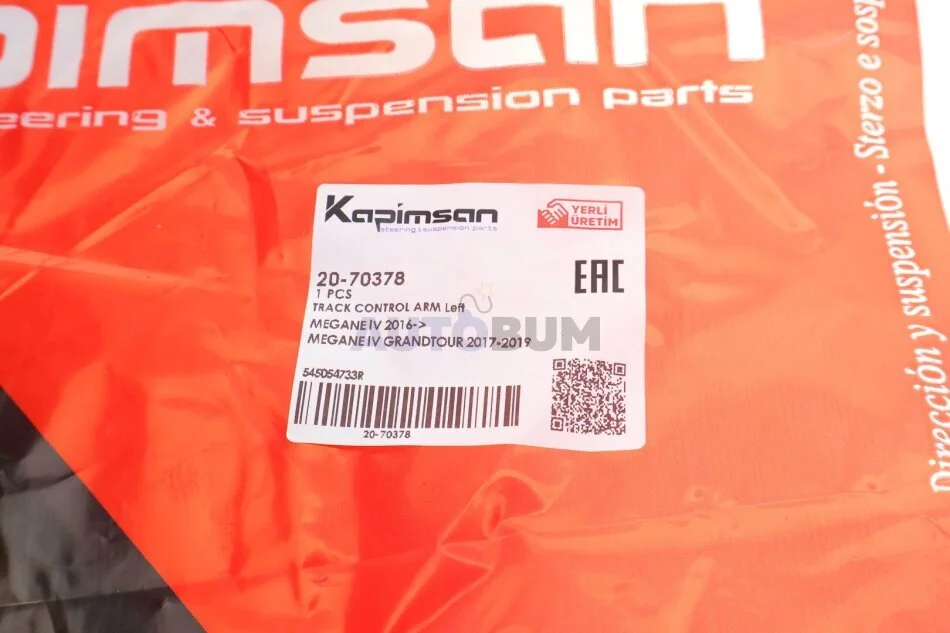 pimsan
eering & suspension parts
Dirección y suspensión - Sterzo e sosp
Kapimsan
steering & suspension parts
YERLİ
ÜRETİM
20-70378
EAC
1 PCS
TRACK CONTROL ARM Left
MEGANE IV 2016->
MEGANE IV GRANDTOUR 2017-2019
AUTOBUM
545054733R
20-70378